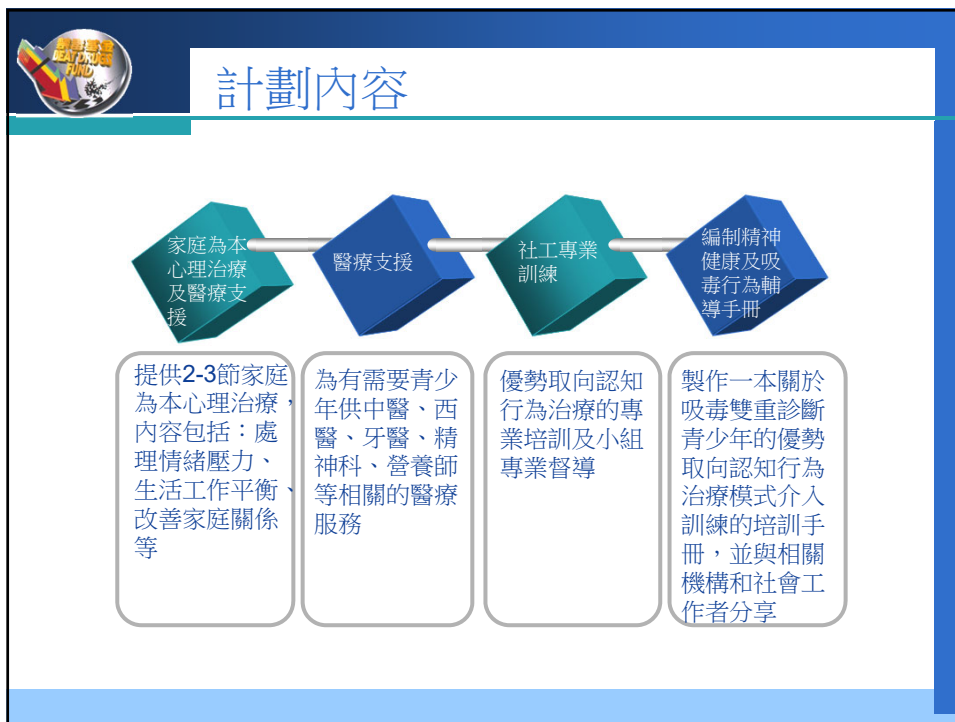 禁毒基金
BEAT DRUGS
FUND
計劃內容
家庭為本
心理治療
及醫療支
援
醫療支援
社工專業
訓練
編制精神
健康及吸
毒行為輔
導手冊
提供2-3節家庭
為本心理治療，
內容包括：處
理情緒壓力、
生活工作平衡、
改善家庭關係
等
為有需要青少
年供中醫、西
醫、牙醫、精
神科、營養師
等相關的醫療
服務
優勢取向認知
行為治療的專
業培訓及小組
專業督導
製作一本關於
吸毒雙重診斷
青少年的優勢
取向認知行為
治療模式介入
訓練的培訓手
冊，並與相關
機構和社會工
作者分享